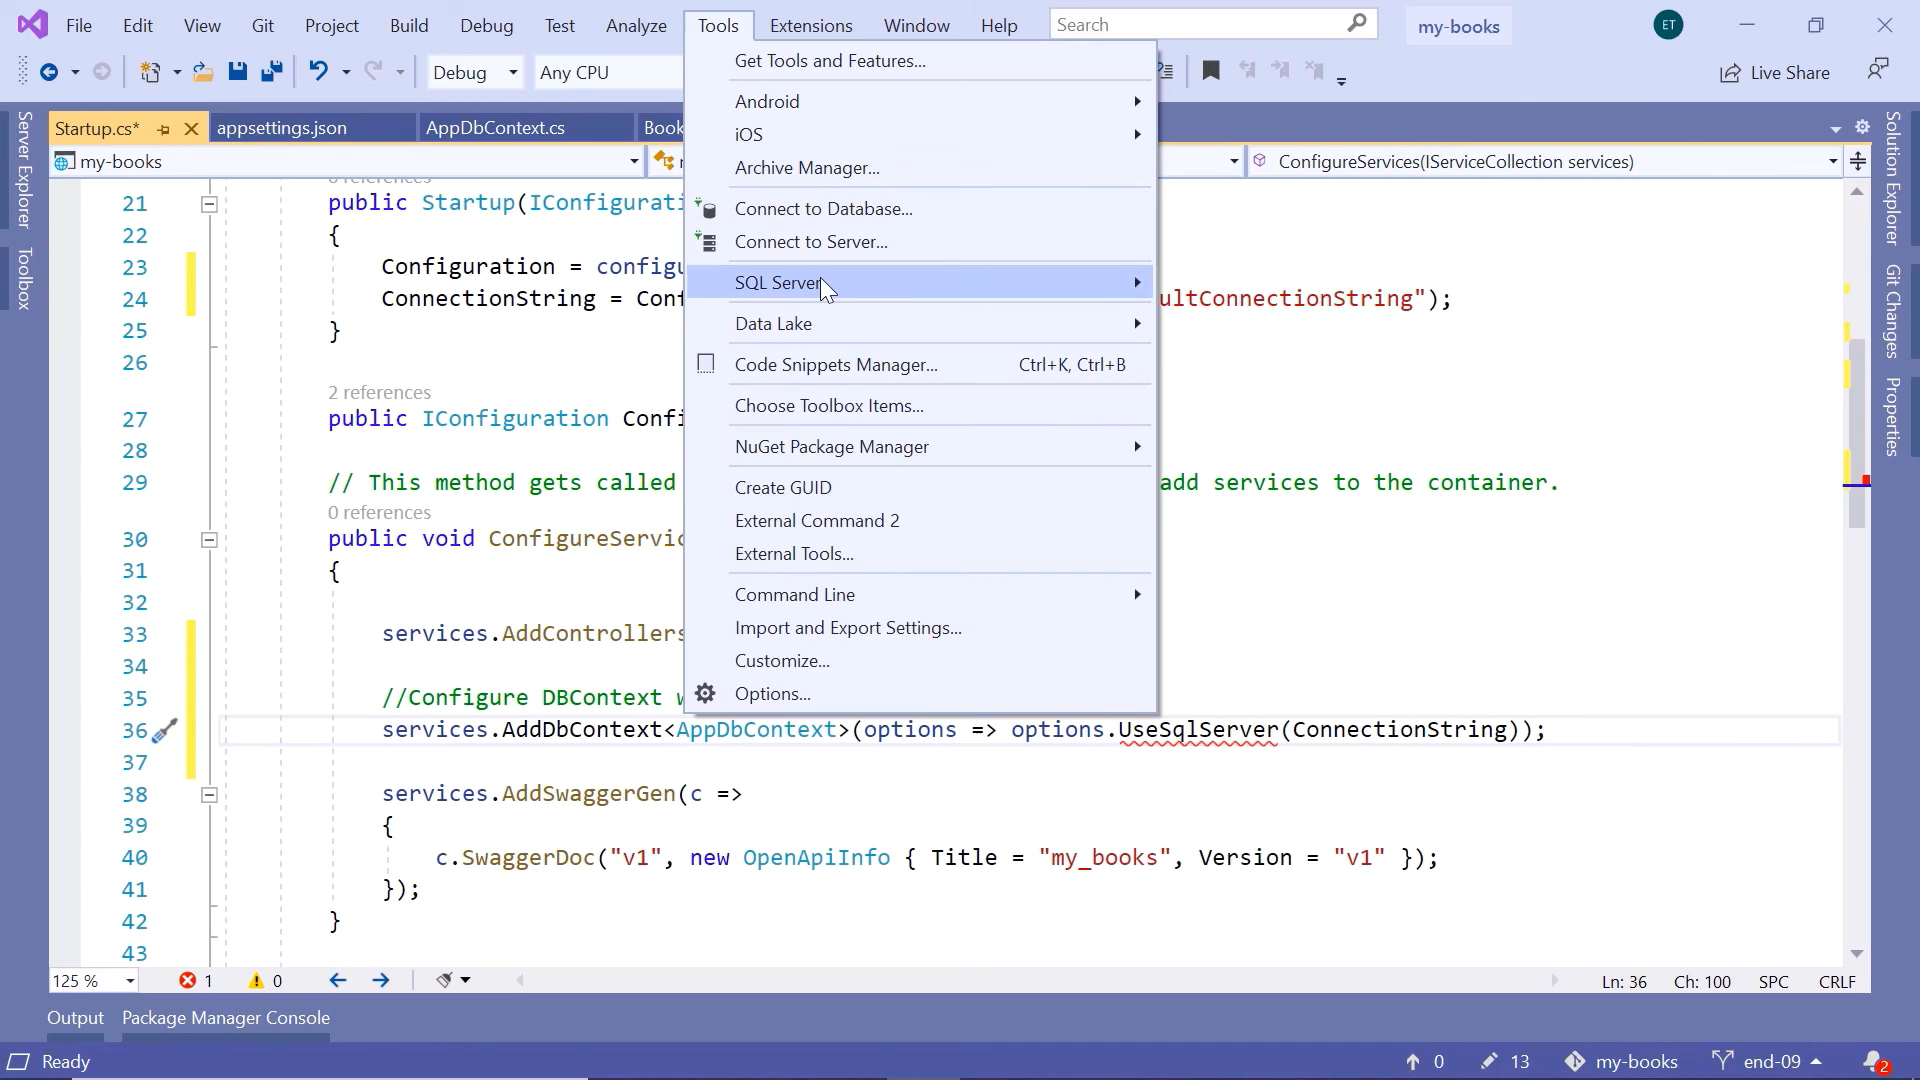 File Edit View Git Project Build Debug Test Analyze Tools Extensions Window Help Search my-books ET
Debug Any CPU Live Share
Startup.cs* appsettings.json AppDbContext.cs Book
my-books ConfigureServices(IServiceCollection services)
21 public Startup(IConfigurati
22 {
23 Configuration = configu
24 ConnectionString = Conf ultConnectionString");
25 }
26
2 references
27 public IConfiguration Confi
28
29 // This method gets called add services to the container.
0 references
30 public void ConfigureServic
31 {
32
33 services.AddControllers
34
35 //Configure DBContext w
36 services.AddDbContext<AppDbContext>(options => options.UseSqlServer(ConnectionString));
37
38 services.AddSwaggerGen(c =>
39 {
40 c.SwaggerDoc("v1", new OpenApiInfo { Title = "my_books", Version = "v1" });
41 });
42 }
43
Get Tools and Features...
Android
iOS
Archive Manager...
Connect to Database...
Connect to Server...
SQL Server
Data Lake
Code Snippets Manager... Ctrl+K, Ctrl+B
Choose Toolbox Items...
NuGet Package Manager
Create GUID
External Command 2
External Tools...
Command Line
Import and Export Settings...
Customize...
Options...
Server Explorer
Toolbox
Solution Explorer
Git Changes
Properties
125 % 1 0 Ln: 36 Ch: 100 SPC CRLF
Output Package Manager Console
Ready 0 13 my-books end-09 2